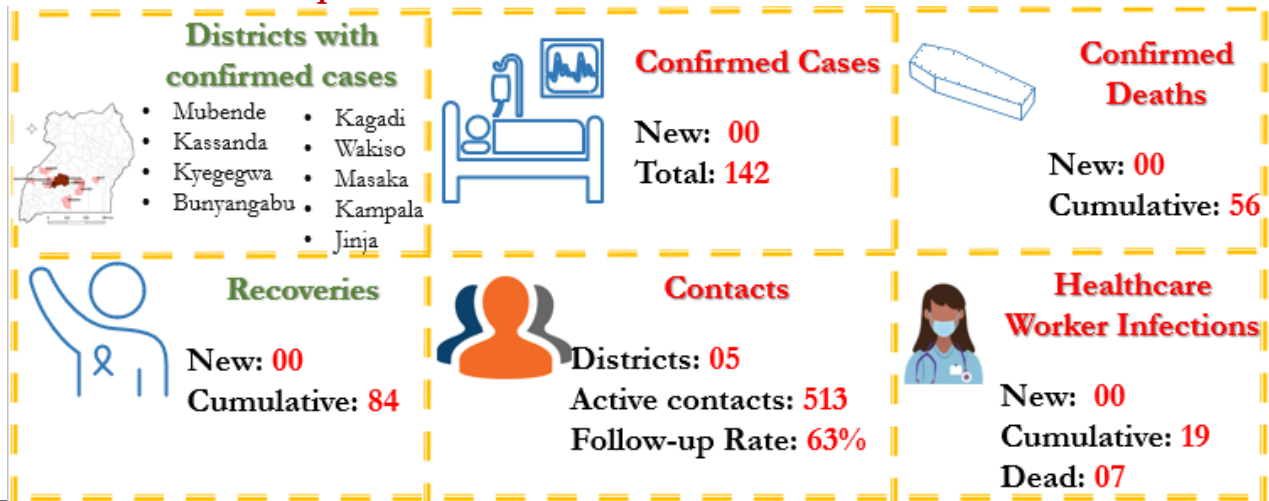 Districts with
confirmed cases
• Mubende
• Kassanda
• Kyegegwa
• Bunyangabu
• Kagadi
• Wakiso
• Masaka
• Kampala
• Jinja
Confirmed Cases
New: 00
Total: 142
Confirmed
Deaths
New: 00
Cumulative: 56
Recoveries
New: 00
Cumulative: 84
Contacts
Districts: 05
Active contacts: 513
Follow-up Rate: 63%
Healthcare
Worker Infections
New: 00
Cumulative: 19
Dead: 07